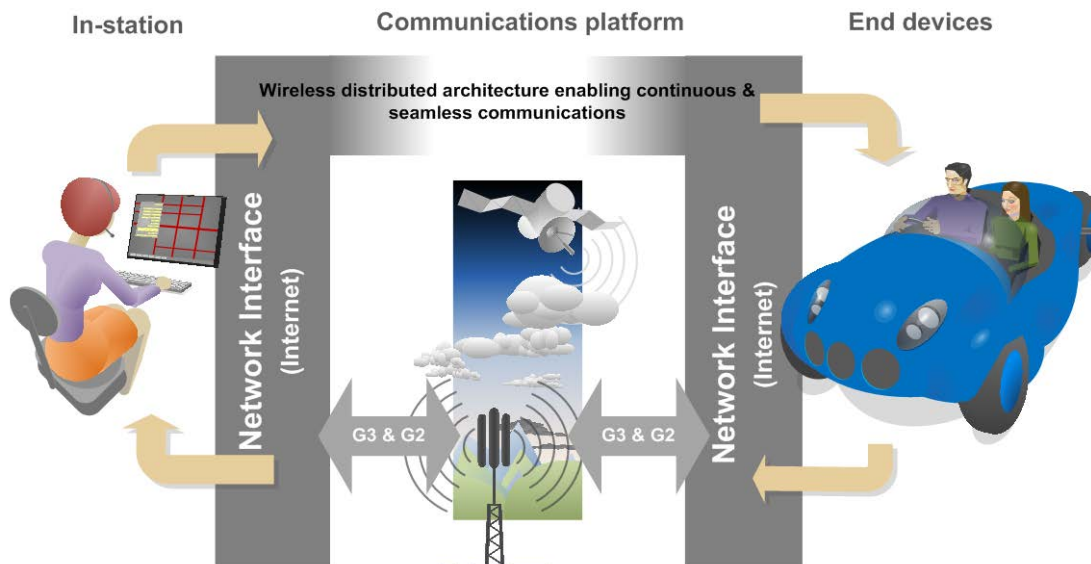 In-station
Communications platform
End devices
Wireless distributed architecture enabling continuous &
seamless communications
Network Interface
(Internet)
G3 & G2
G3 & G2
Network Interface
(Internet)